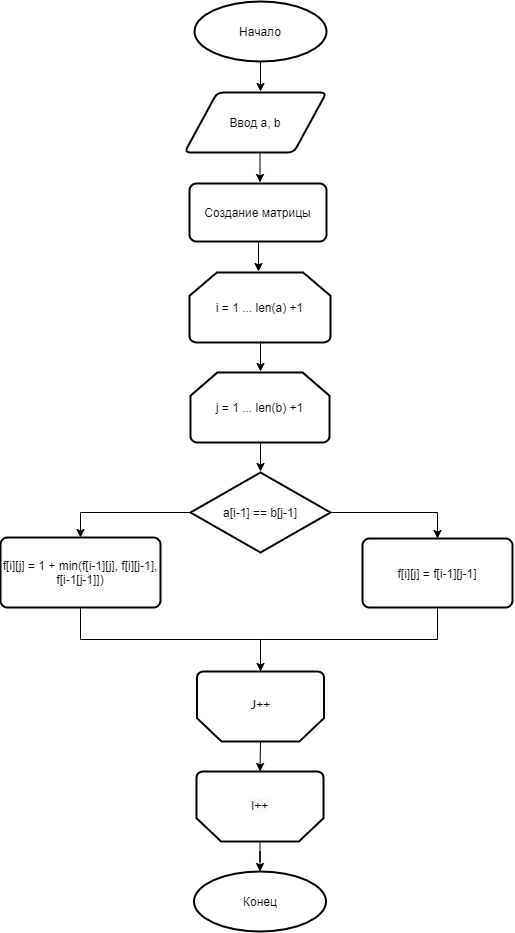 Начало
Ввод a, b
Создание матрицы
i = 1 ... len(a) +1
j = 1 ... len(b) +1
a[i-1] == b[j-1]
f[i][j] = 1 + min(f[i-1][j], f[i][j-1],
f[i-1[j-1]])
f[i][j] = f[i-1][j-1]
J++
I++
Конец